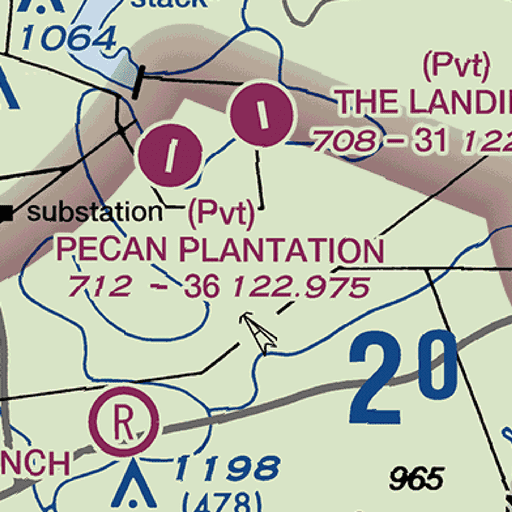 stack
1064
(Pvt)
THE LANDI
708 - 31 122
substation
(Pvt)
PECAN PLANTATION
712 - 36 122.975
20
R
NCH
1198
(478)
965